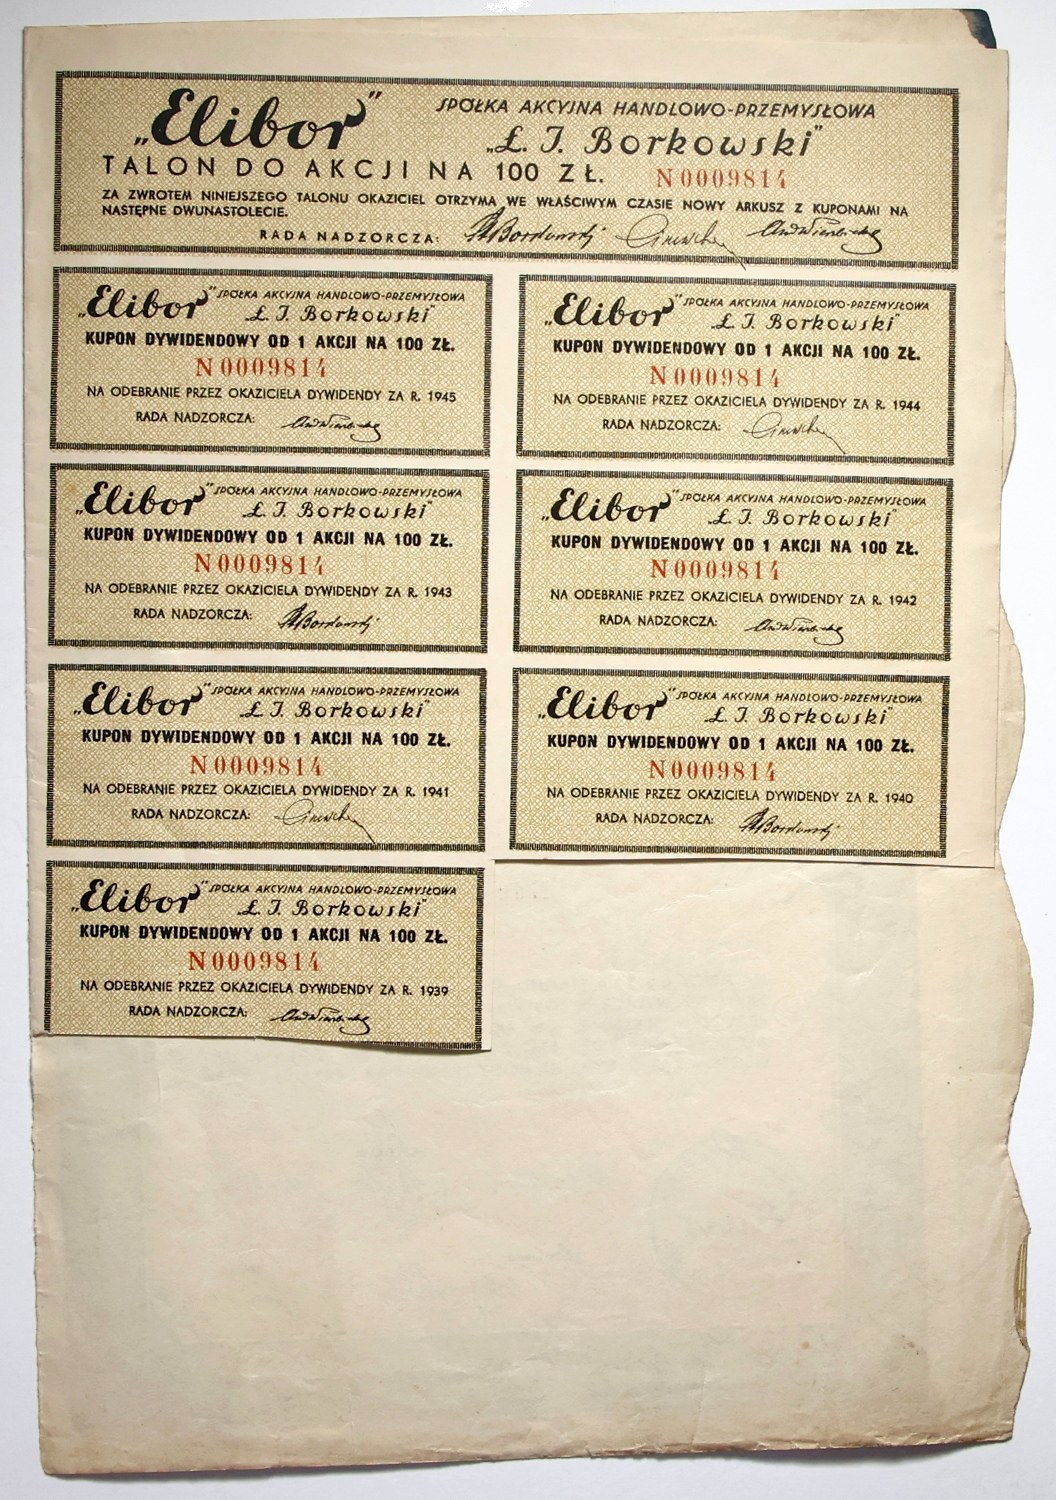 „Elibor”
SPÓŁKA AKCYJNA HANDLOWO-PRZEMYSŁOWA
„Ł. J. Borkowski”
TALON DO AKCJI NA 100 ZŁ. N0009814
ZA ZWROTEM NINIEJSZEGO TALONU OKAZICIEL OTRZYMA WE WŁAŚCIWYM CZASIE NOWY ARKUSZ Z KUPONAMI NA
NASTĘPNE DWUNASTOLECIE.
RADA NADZORCZA:
„Elibor” SPÓŁKA AKCYJNA HANDLOWO-PRZEMYSŁOWA
Ł. J. Borkowski”
KUPON DYWIDENDOWY OD 1 AKCJI NA 100 ZŁ.
N0009814
NA ODEBRANIE PRZEZ OKAZICIELA DYWIDENDY ZA R. 1945
RADA NADZORCZA:
„Elibor” SPÓŁKA AKCYJNA HANDLOWO-PRZEMYSŁOWA
Ł. J. Borkowski”
KUPON DYWIDENDOWY OD 1 AKCJI NA 100 ZŁ.
N0009814
NA ODEBRANIE PRZEZ OKAZICIELA DYWIDENDY ZA R. 1944
RADA NADZORCZA:
„Elibor” SPÓŁKA AKCYJNA HANDLOWO-PRZEMYSŁOWA
Ł. J. Borkowski”
KUPON DYWIDENDOWY OD 1 AKCJI NA 100 ZŁ.
N0009814
NA ODEBRANIE PRZEZ OKAZICIELA DYWIDENDY ZA R. 1943
RADA NADZORCZA:
„Elibor” SPÓŁKA AKCYJNA HANDLOWO-PRZEMYSŁOWA
Ł. J. Borkowski”
KUPON DYWIDENDOWY OD 1 AKCJI NA 100 ZŁ.
N0009814
NA ODEBRANIE PRZEZ OKAZICIELA DYWIDENDY ZA R. 1942
RADA NADZORCZA:
„Elibor” SPÓŁKA AKCYJNA HANDLOWO-PRZEMYSŁOWA
Ł. J. Borkowski”
KUPON DYWIDENDOWY OD 1 AKCJI NA 100 ZŁ.
N0009814
NA ODEBRANIE PRZEZ OKAZICIELA DYWIDENDY ZA R. 1941
RADA NADZORCZA:
„Elibor” SPÓŁKA AKCYJNA HANDLOWO-PRZEMYSŁOWA
Ł. J. Borkowski”
KUPON DYWIDENDOWY OD 1 AKCJI NA 100 ZŁ.
N0009814
NA ODEBRANIE PRZEZ OKAZICIELA DYWIDENDY ZA R. 1940
RADA NADZORCZA:
„Elibor” SPÓŁKA AKCYJNA HANDLOWO-PRZEMYSŁOWA
Ł. J. Borkowski”
KUPON DYWIDENDOWY OD 1 AKCJI NA 100 ZŁ.
N0009814
NA ODEBRANIE PRZEZ OKAZICIELA DYWIDENDY ZA R. 1939
RADA NADZORCZA: